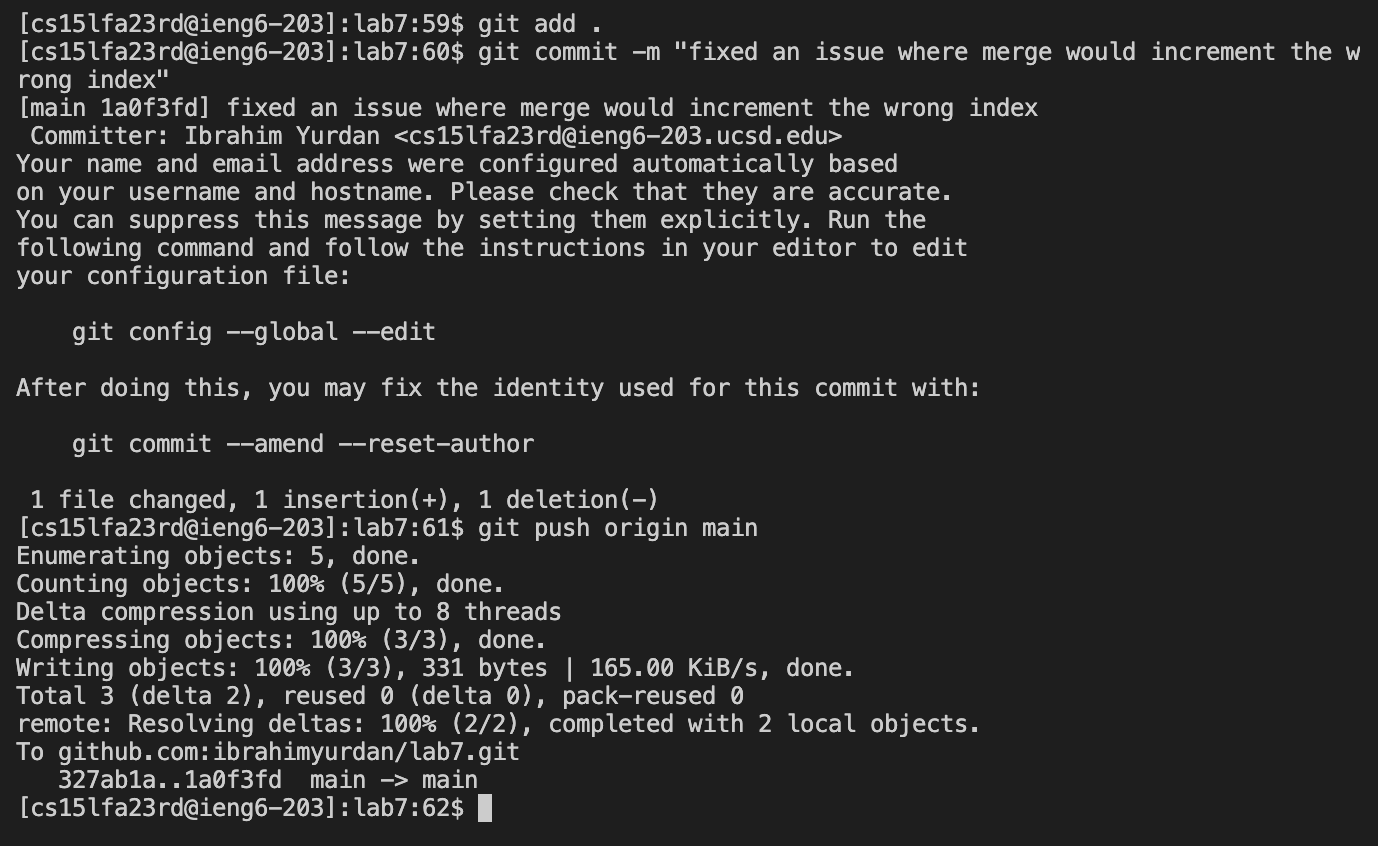 [cs15lfa23rd@ieng6-203]:lab7:59$ git add .
[cs15lfa23rd@ieng6-203]:lab7:60$ git commit -m "fixed an issue where merge would increment the w
rong index"
[main 1a0f3fd] fixed an issue where merge would increment the wrong index
 Committer: Ibrahim Yurdan <cs15lfa23rd@ieng6-203.ucsd.edu>
Your name and email address were configured automatically based
on your username and hostname. Please check that they are accurate.
You can suppress this message by setting them explicitly. Run the
following command and follow the instructions in your editor to edit
your configuration file:

    git config --global --edit

After doing this, you may fix the identity used for this commit with:

    git commit --amend --reset-author

 1 file changed, 1 insertion(+), 1 deletion(-)
[cs15lfa23rd@ieng6-203]:lab7:61$ git push origin main
Enumerating objects: 5, done.
Counting objects: 100% (5/5), done.
Delta compression using up to 8 threads
Compressing objects: 100% (3/3), done.
Writing objects: 100% (3/3), 331 bytes | 165.00 KiB/s, done.
Total 3 (delta 2), reused 0 (delta 0), pack-reused 0
remote: Resolving deltas: 100% (2/2), completed with 2 local objects.
To github.com:ibrahimyurdan/lab7.git
   327ab1a..1a0f3fd  main -> main
[cs15lfa23rd@ieng6-203]:lab7:62$